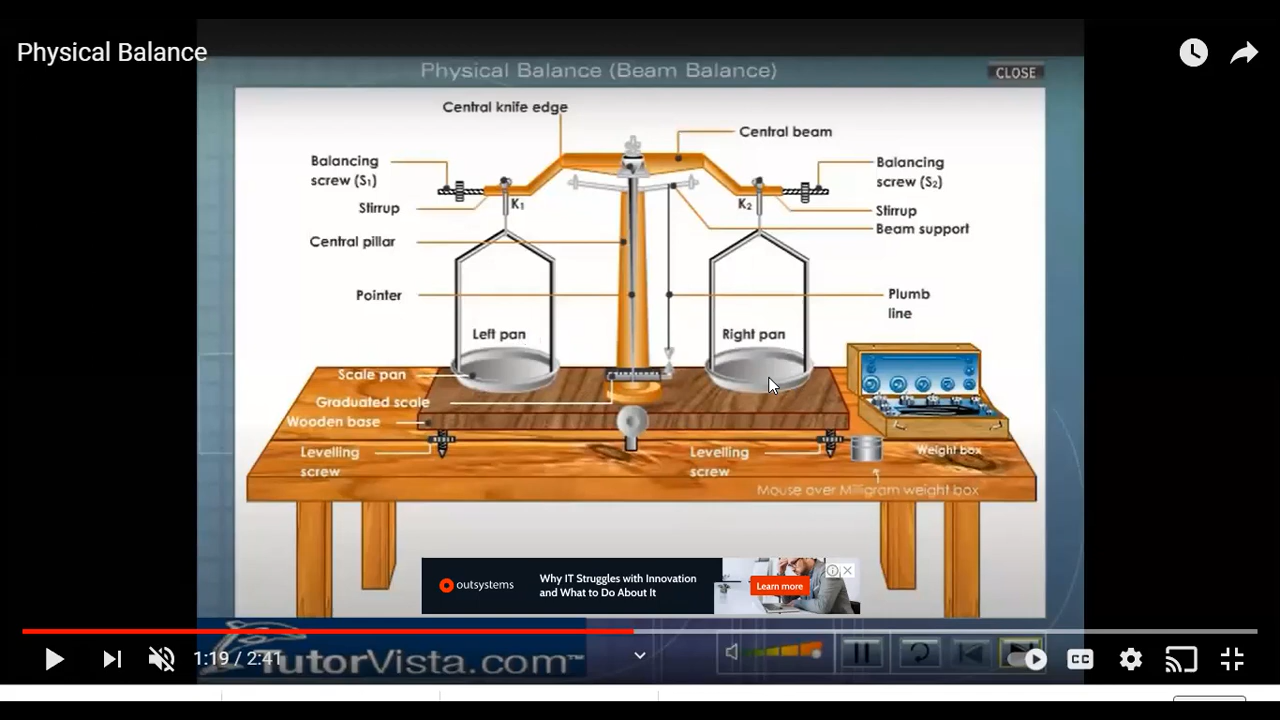 Physical Balance
Physical Balance (Beam Balance)
CLOSE
Central knife edge
Central beam
Balancing
screw (S₁)
Balancing
screw (S₂)
Stirrup
K₁
K₂
Stirrup
Central pillar
Beam support
Pointer
Plumb
line
Left pan
Right pan
Scale pan
Graduated scale
Wooden base
Levelling
screw
Levelling
screw
Weight box
Mouse over Milligram weight box
outsystems
Why IT Struggles with Innovation
and What to Do About It
Learn more
1:19 / 2:41
TutorVista.com™
CC